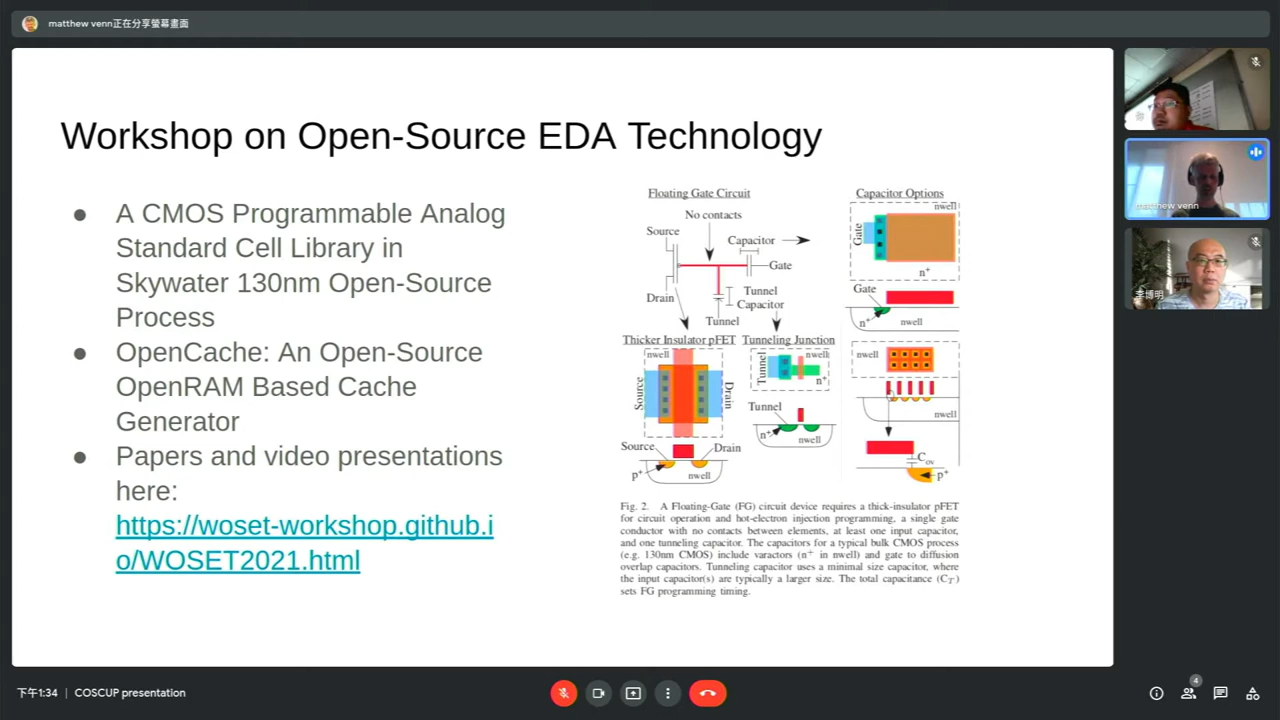 matthew venn正在分享螢幕畫面
Workshop on Open-Source EDA Technology
● A CMOS Programmable Analog
Standard Cell Library in
Skywater 130nm Open-Source
Process
● OpenCache: An Open-Source
OpenRAM Based Cache
Generator
● Papers and video presentations
here:
https://woset-workshop.github.i
o/WOSET2021.html
Floating Gate Circuit
No contacts
Source
Capacitor
Gate
Drain
Tunnel
Capacitor
Tunnel
Capacitor Options
nwell
Gate
n+
Gate
n+
nwell
Thicker Insulator pFET
nwell
Source
Drain
Source
Drain
p+
nwell
Tunneling Junction
Tunnel
nwell
n+
Tunnel
n+
nwell
nwell
nwell
Cov
p+
Fig. 2. A Floating-Gate (FG) circuit device requires a thick-insulator pFET
for circuit operation and hot-electron injection programming, a single gate
conductor with no contacts between elements, at least one input capacitor,
and one tunneling capacitor. The capacitors for a typical bulk CMOS process
(e.g. 130nm CMOS) include varactors (n+ in nwell) and gate to diffusion
overlap capacitors. Tunneling capacitor uses a minimal size capacitor, where
the input capacitor(s) are typically a larger size. The total capacitance (CT)
sets FG programming timing.
matthew venn
李博明
下午1:34 | COSCUP presentation
4